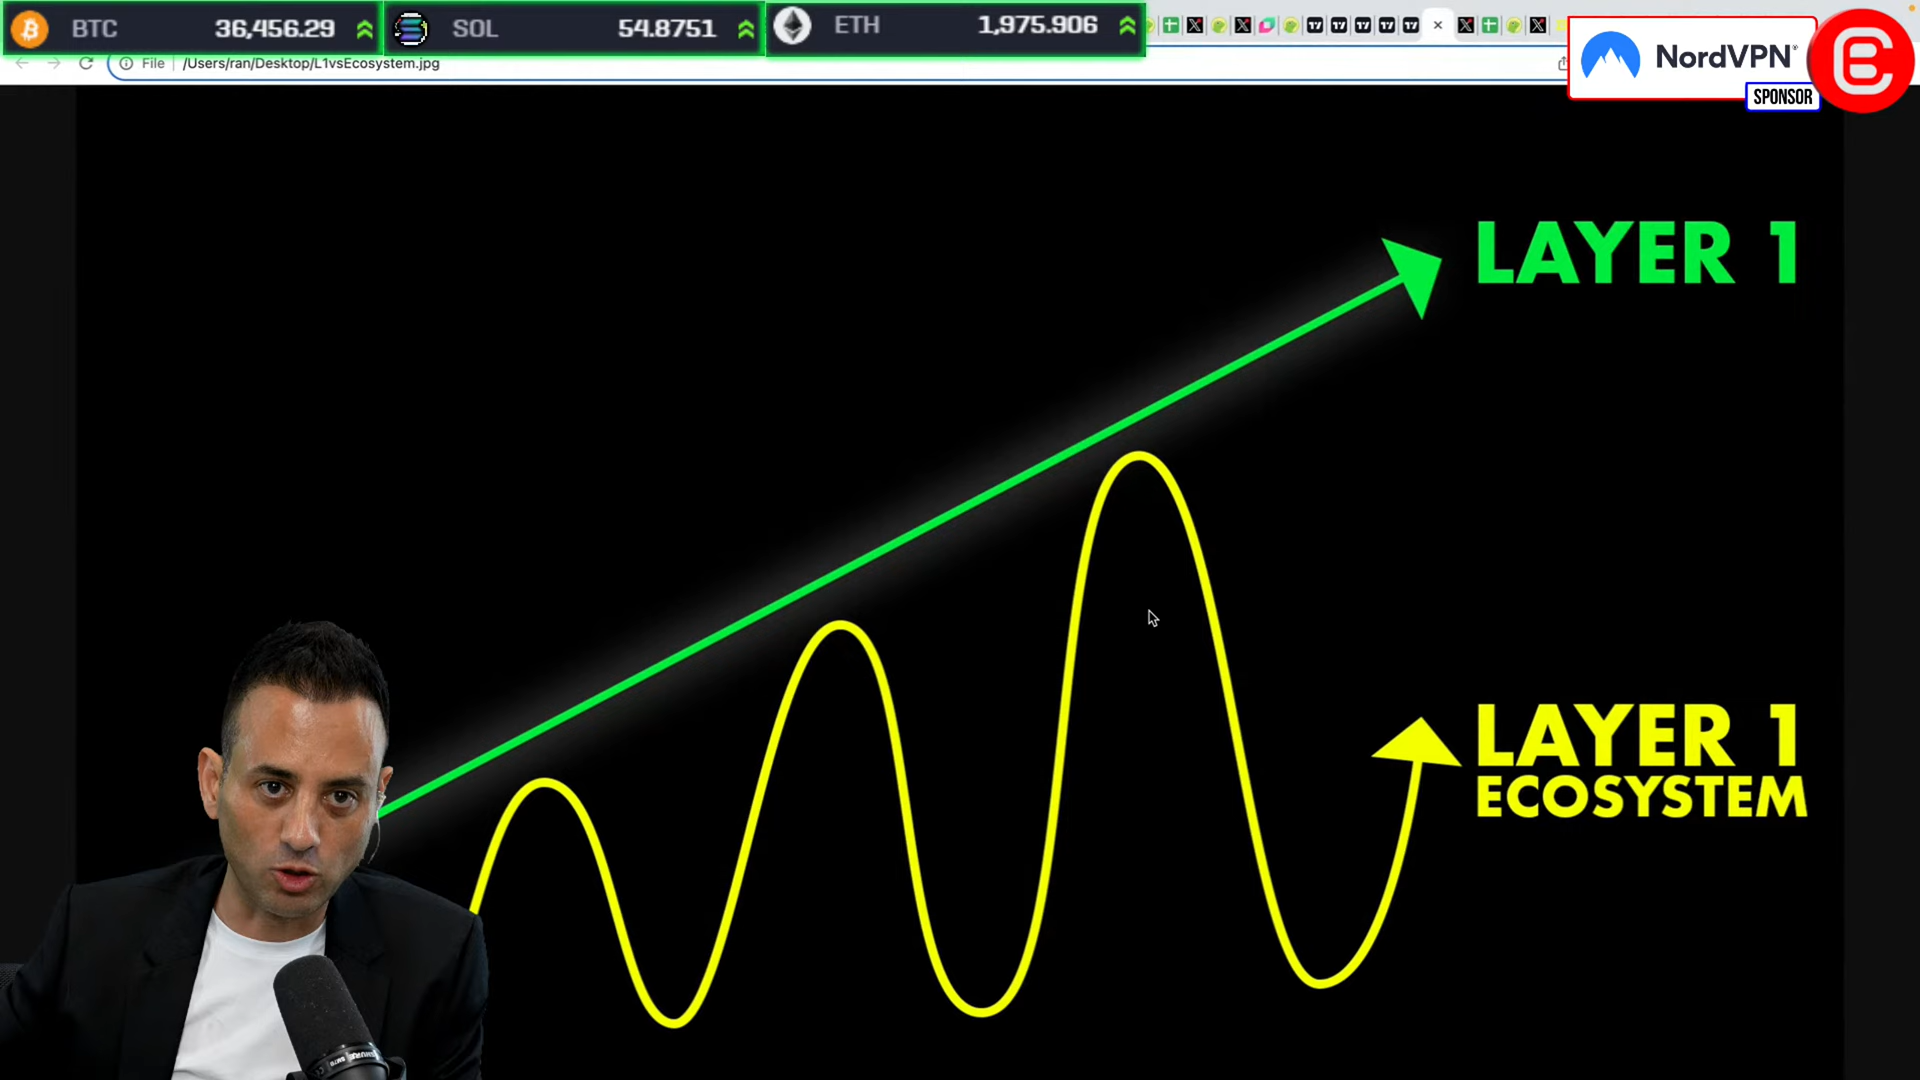 BTC 36,456.29
SOL 54.8751
ETH 1,975.906
File /Users/ran/Desktop/L1vsEcosystem.jpg
NordVPN®
SPONSOR
LAYER 1
LAYER 1
ECOSYSTEM